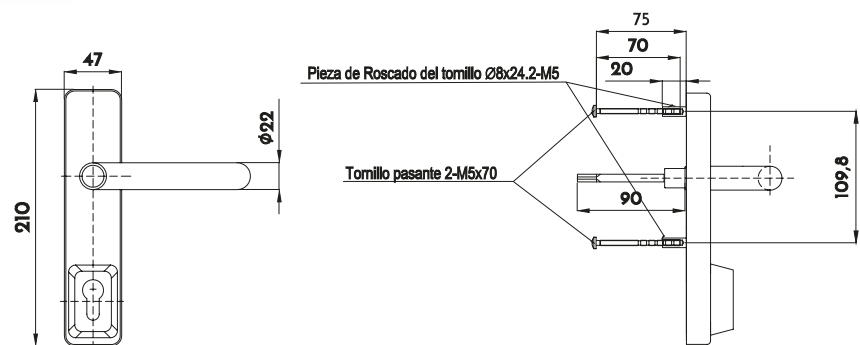 75
70
20
47
Pieza de Roscado del tornillo Ø8x24.2-M5
ϕ22
210
Tornillo pasante 2-M5x70
90
109,8